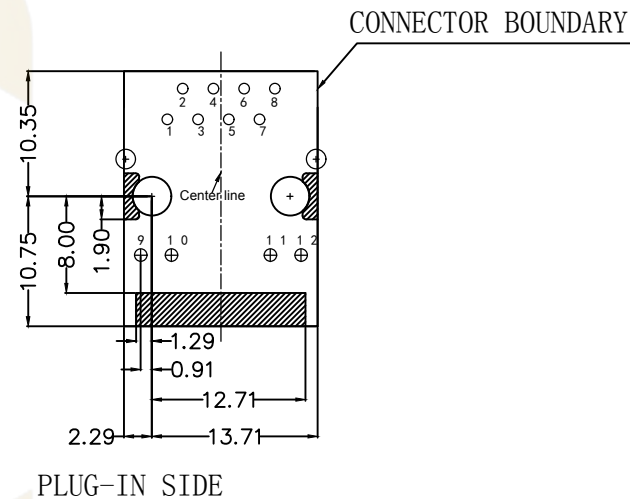 CONNECTOR BOUNDARY
2 4 6 8
1 3 5 7
10.35
Center line
10.75
8.00
1.90
9 10 11 12
1.29
0.91
12.71
2.29
13.71
PLUG-IN SIDE